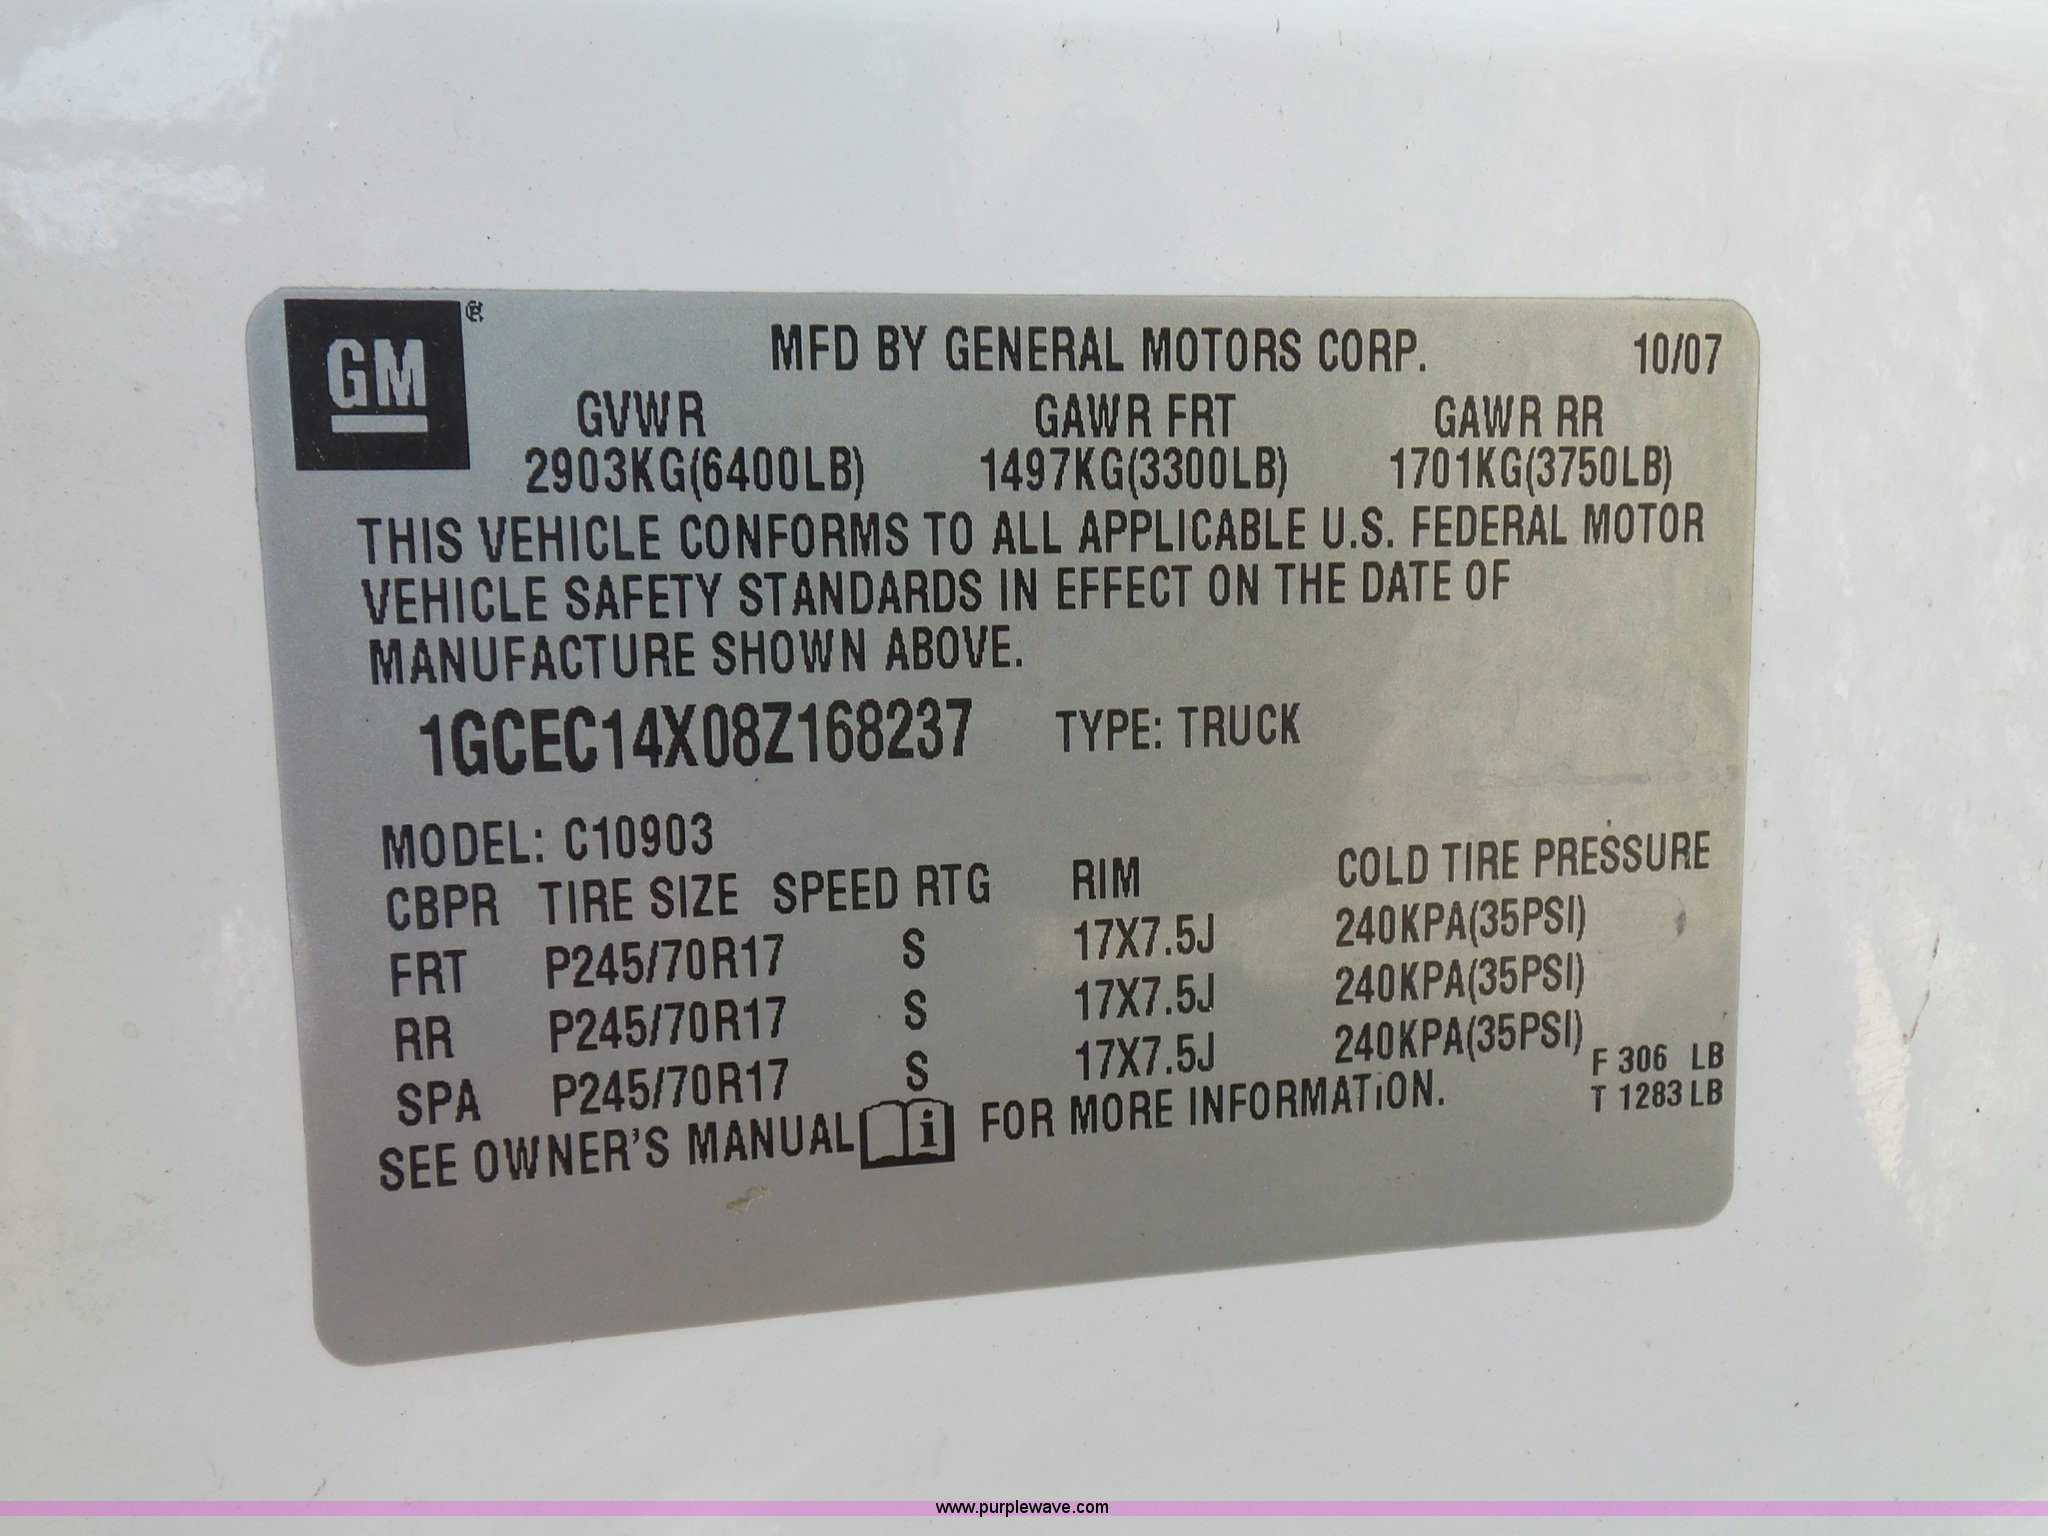 GM ®
MFD BY GENERAL MOTORS CORP. 10/07
GVWR GAWR FRT GAWR RR
2903KG(6400LB) 1497KG(3300LB) 1701KG(3750LB)
THIS VEHICLE CONFORMS TO ALL APPLICABLE U.S. FEDERAL MOTOR
VEHICLE SAFETY STANDARDS IN EFFECT ON THE DATE OF
MANUFACTURE SHOWN ABOVE.
1GCEC14X08Z168237 TYPE: TRUCK
MODEL: C10903
CBPR TIRE SIZE SPEED RTG RIM COLD TIRE PRESSURE
FRT P245/70R17 S 17X7.5J 240KPA(35PSI)
RR P245/70R17 S 17X7.5J 240KPA(35PSI)
SPA P245/70R17 S 17X7.5J 240KPA(35PSI)
F 306 LB
T 1283 LB
SEE OWNER'S MANUAL i FOR MORE INFORMATiON.
www.purplewave.com